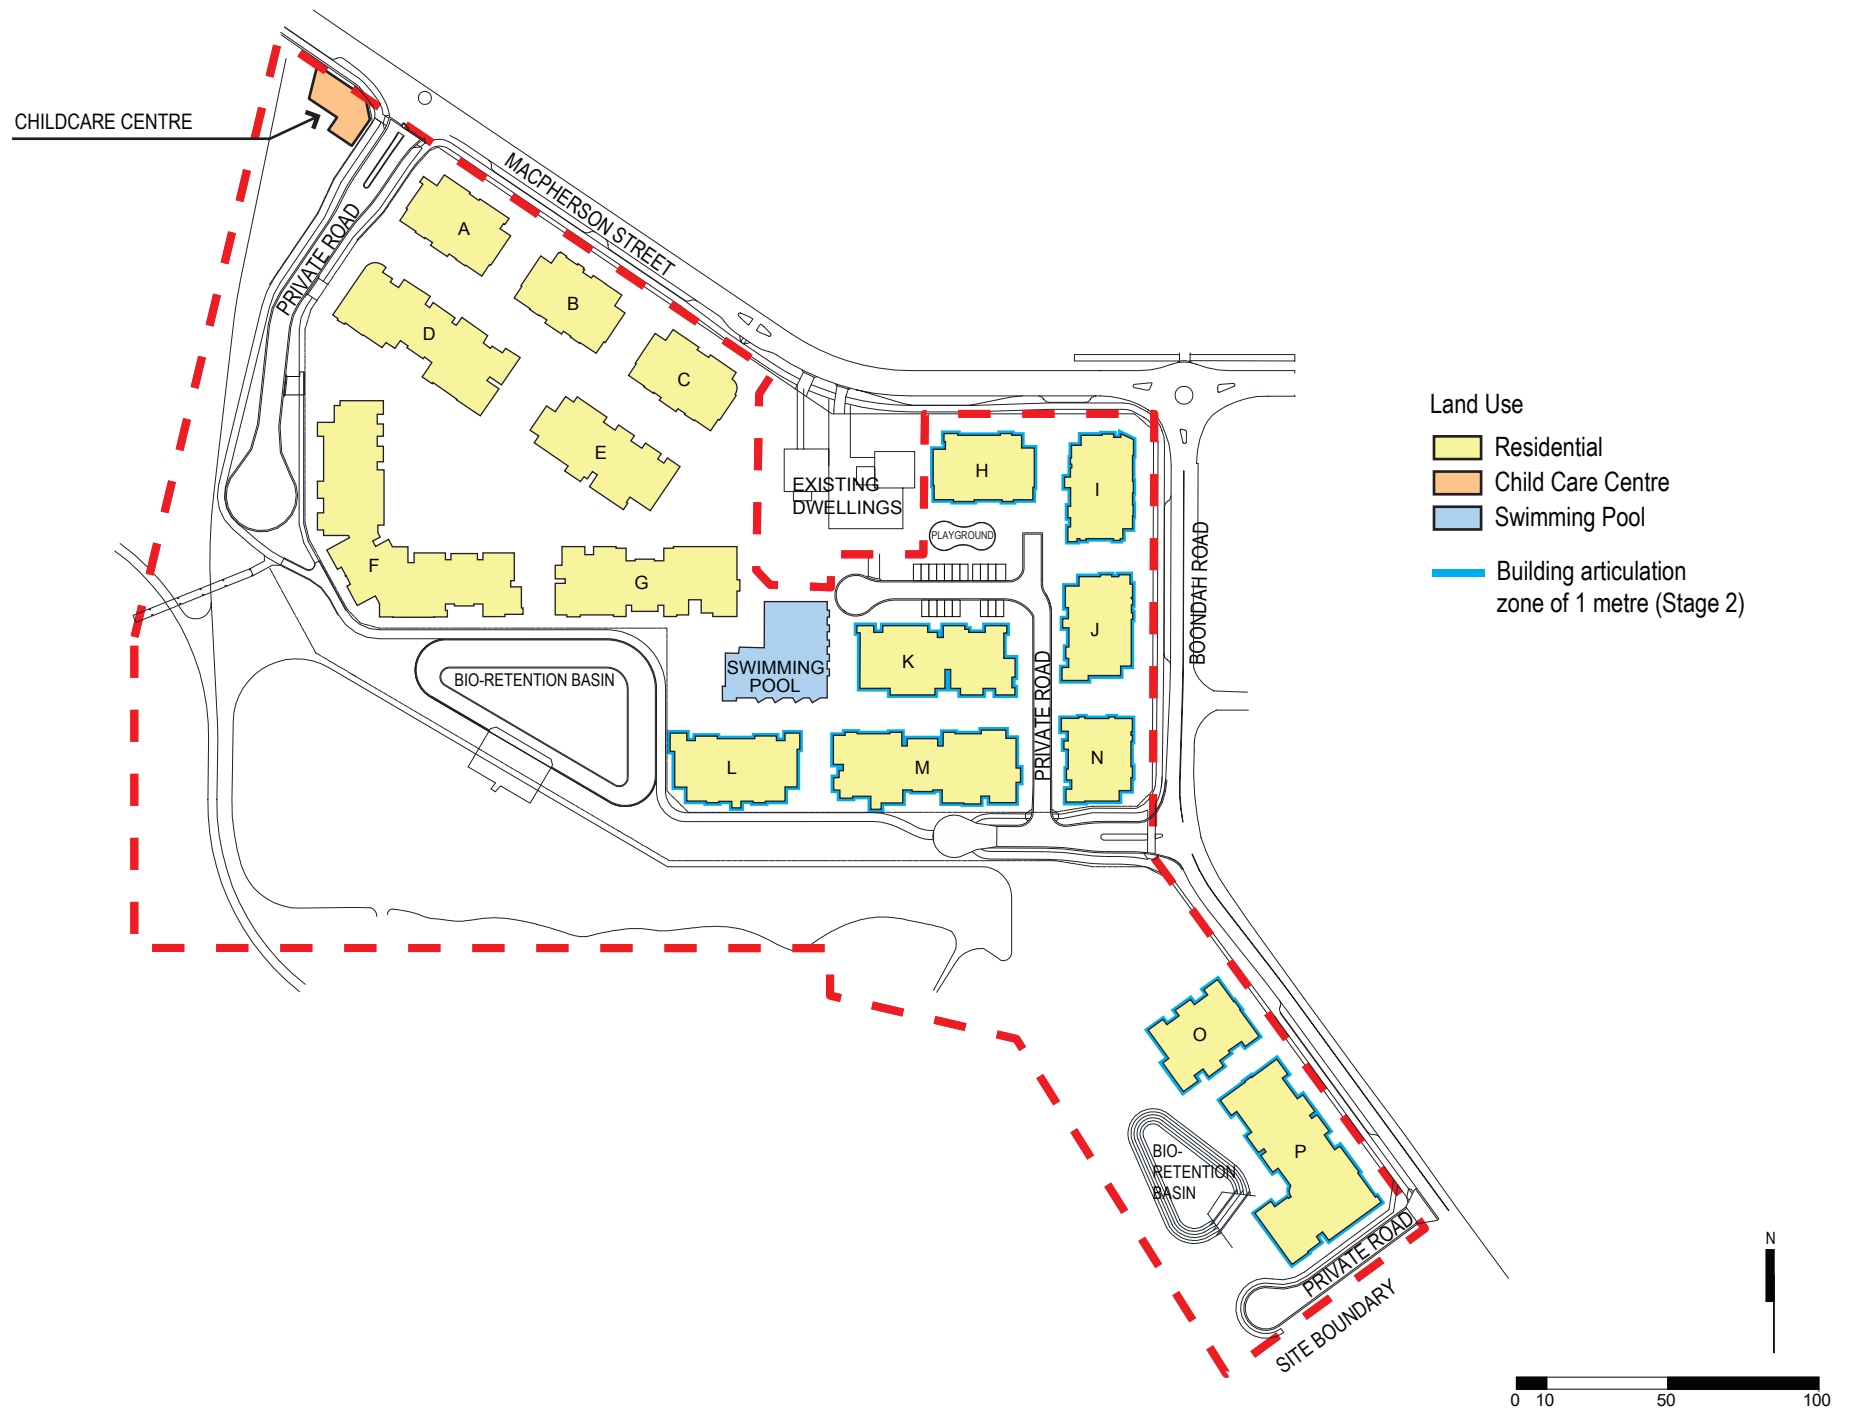 CHILDCARE CENTRE
MACPHERSON STREET
PRIVATE ROAD
A
B
C
D
E
F
G
EXISTING
DWELLINGS
H
I
PLAYGROUND
BOONDAH ROAD
J
K
SWIMMING
POOL
BIO-RETENTION BASIN
PRIVATE ROAD
L
M
N
O
P
BIO-
RETENTION
BASIN
PRIVATE ROAD
SITE BOUNDARY
Land Use
Residential
Child Care Centre
Swimming Pool
Building articulation
zone of 1 metre (Stage 2)
N
0 10 50 100